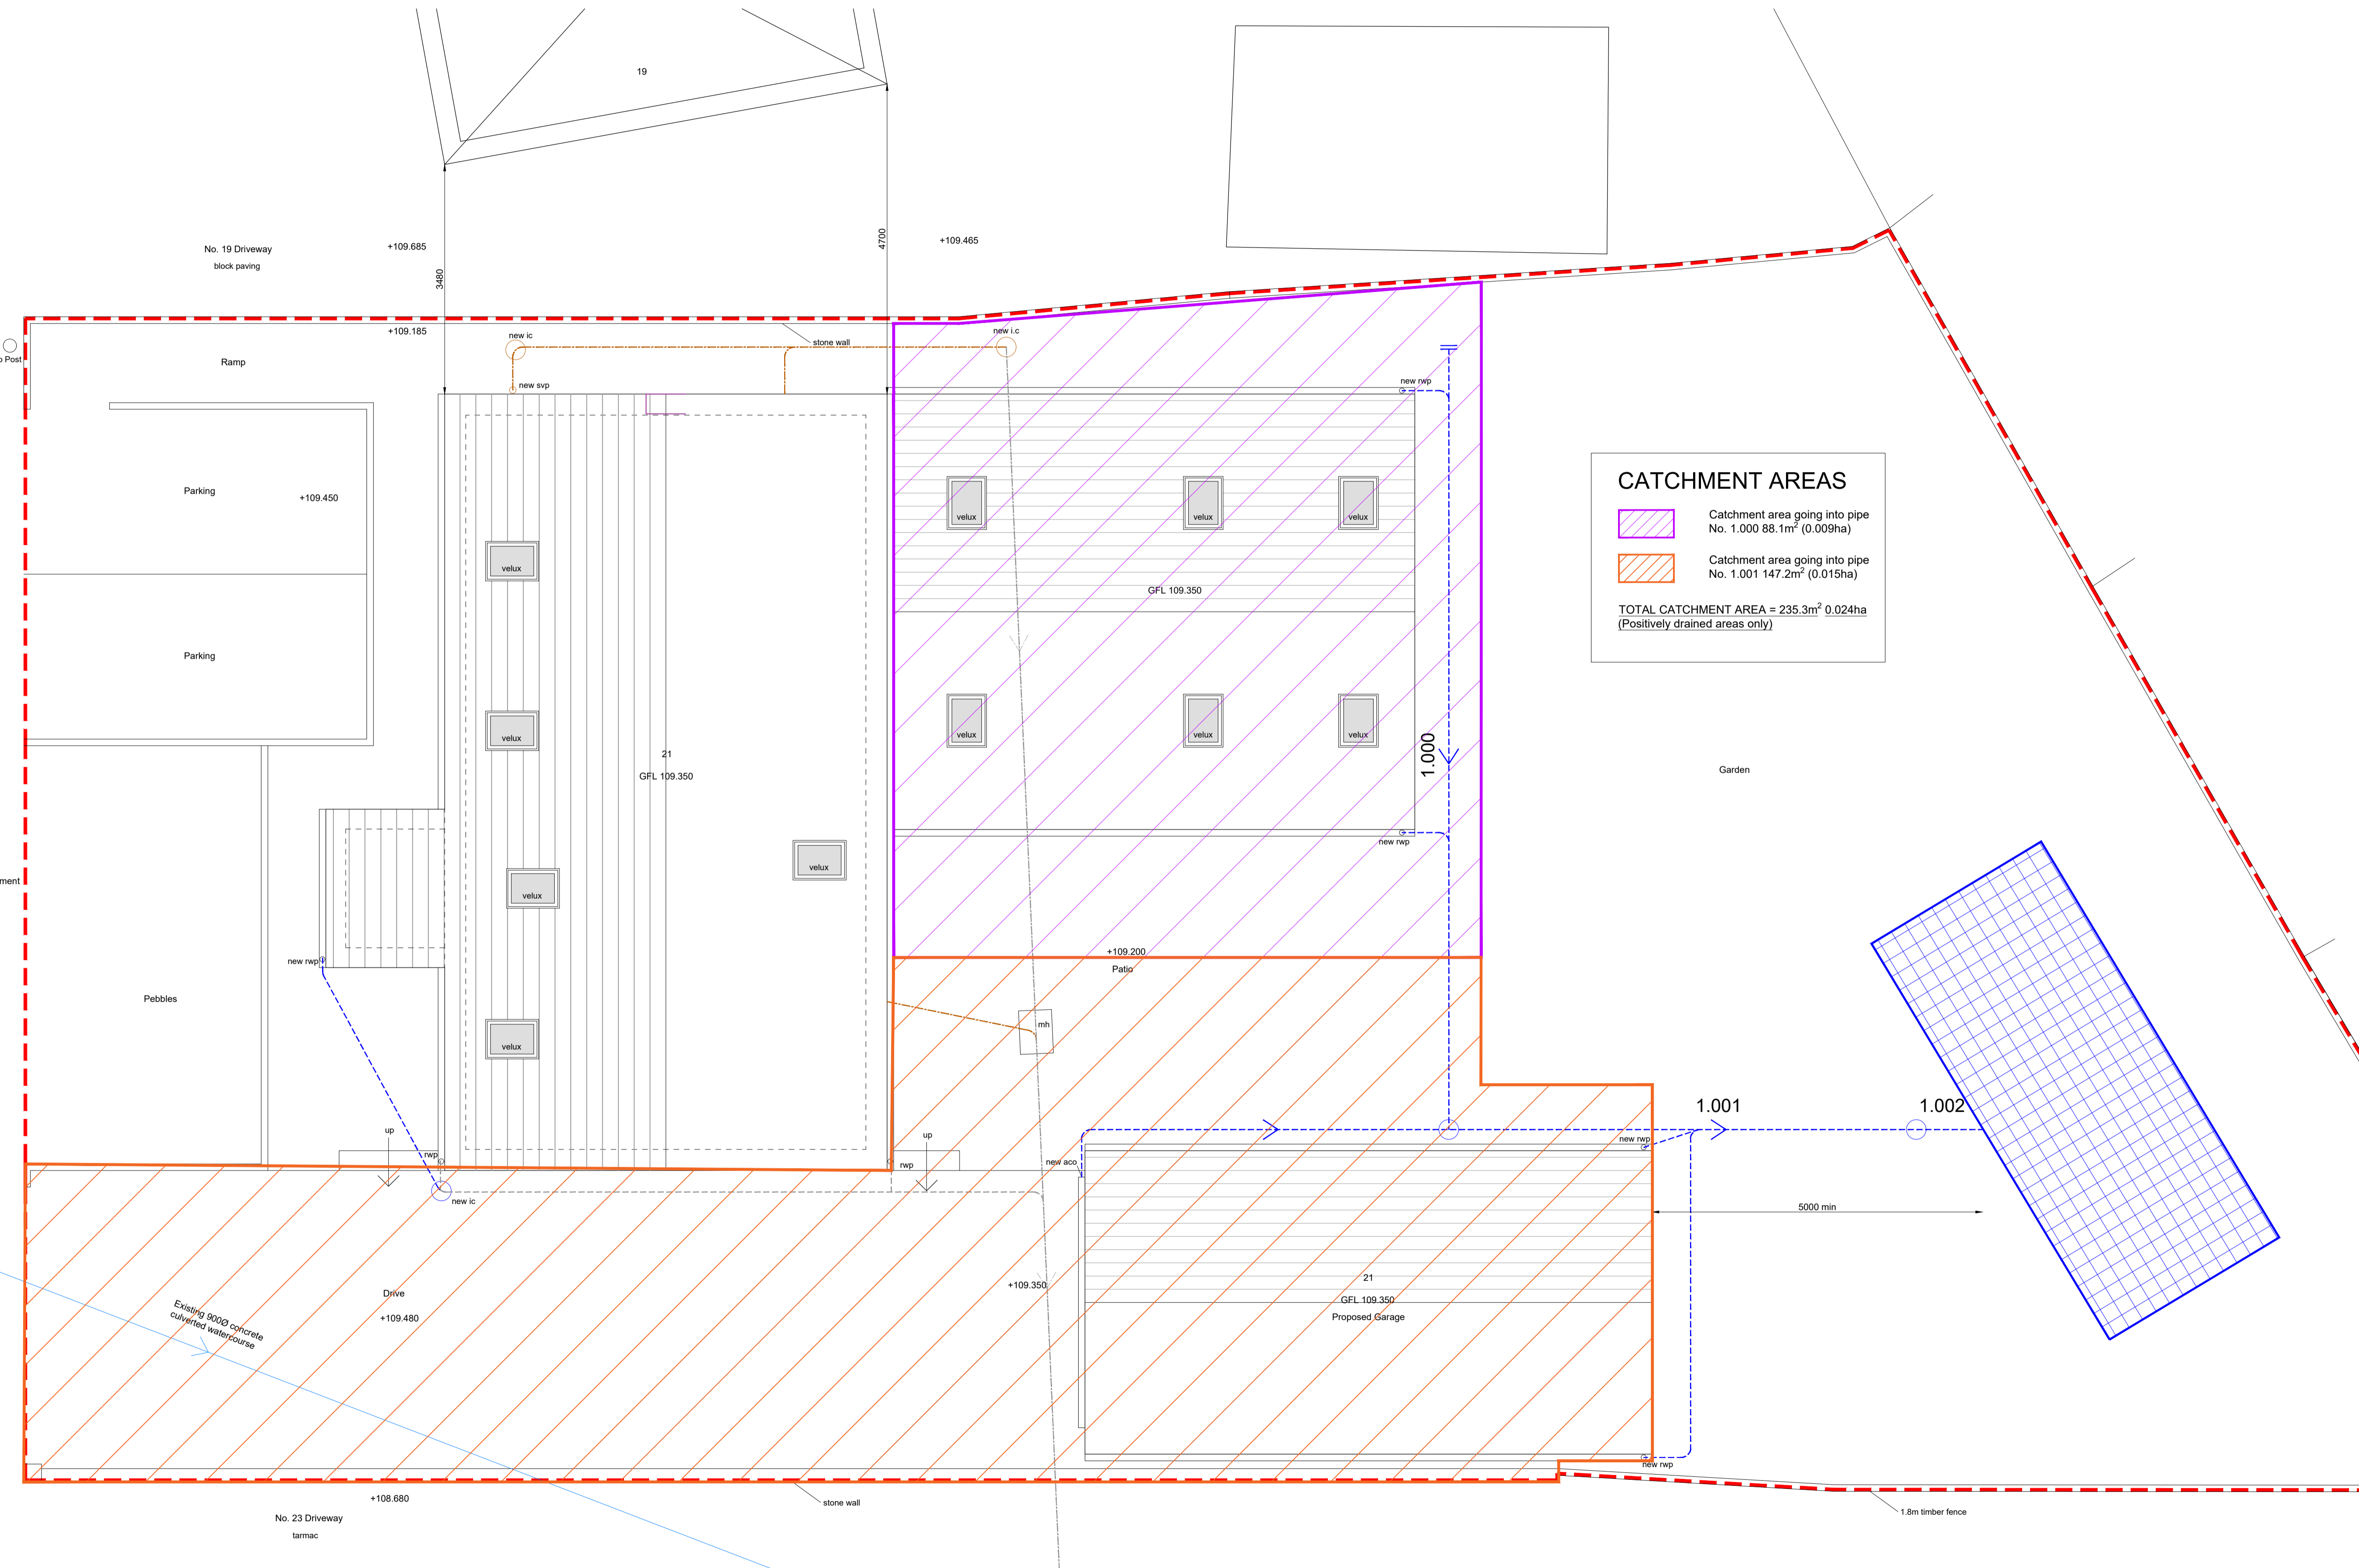 19
No. 19 Driveway
block paving
+109.685
3480
4700
+109.465
+109.185
Ramp
new ic
stone wall
new i.c
Post
new svp
new rwp
Parking
+109.450
velux
velux
velux
velux
CATCHMENT AREAS
Catchment area going into pipe
No. 1.000 88.1m² (0.009ha)
Catchment area going into pipe
No. 1.001 147.2m² (0.015ha)
TOTAL CATCHMENT AREA = 235.3m² 0.024ha
(Positively drained areas only)
GFL 109.350
Parking
velux
velux
velux
velux
21
GFL 109.350
1.000
Garden
new rwp
velux
velux
ment
+109.200
Patio
new rwp
Pebbles
mh
velux
1.001
1.002
up
up
rwp
rwp
new aco
new rwp
new ic
5000 min
Existing 900Ø concrete
culverted watercourse
Drive
+109.480
+109.350
21
GFL 109.350
Proposed Garage
new rwp
+108.680
stone wall
No. 23 Driveway
tarmac
1.8m timber fence